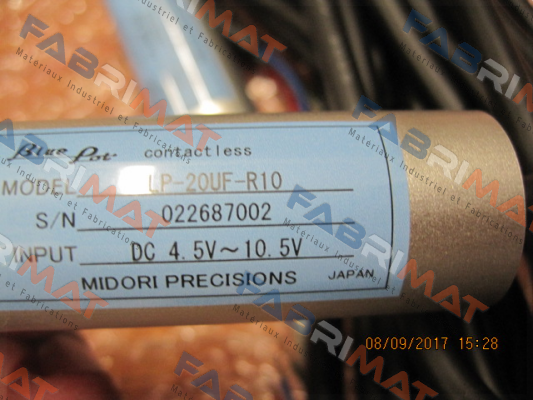 Blue Pot contactless
MODEL LP-20UF-R10
S/N 022687002
INPUT DC 4.5V~10.5V
MIDORI PRECISIONS JAPAN
08/09/2017 15:28
FABRIMAT
Materiaux Industriel et Fabrications